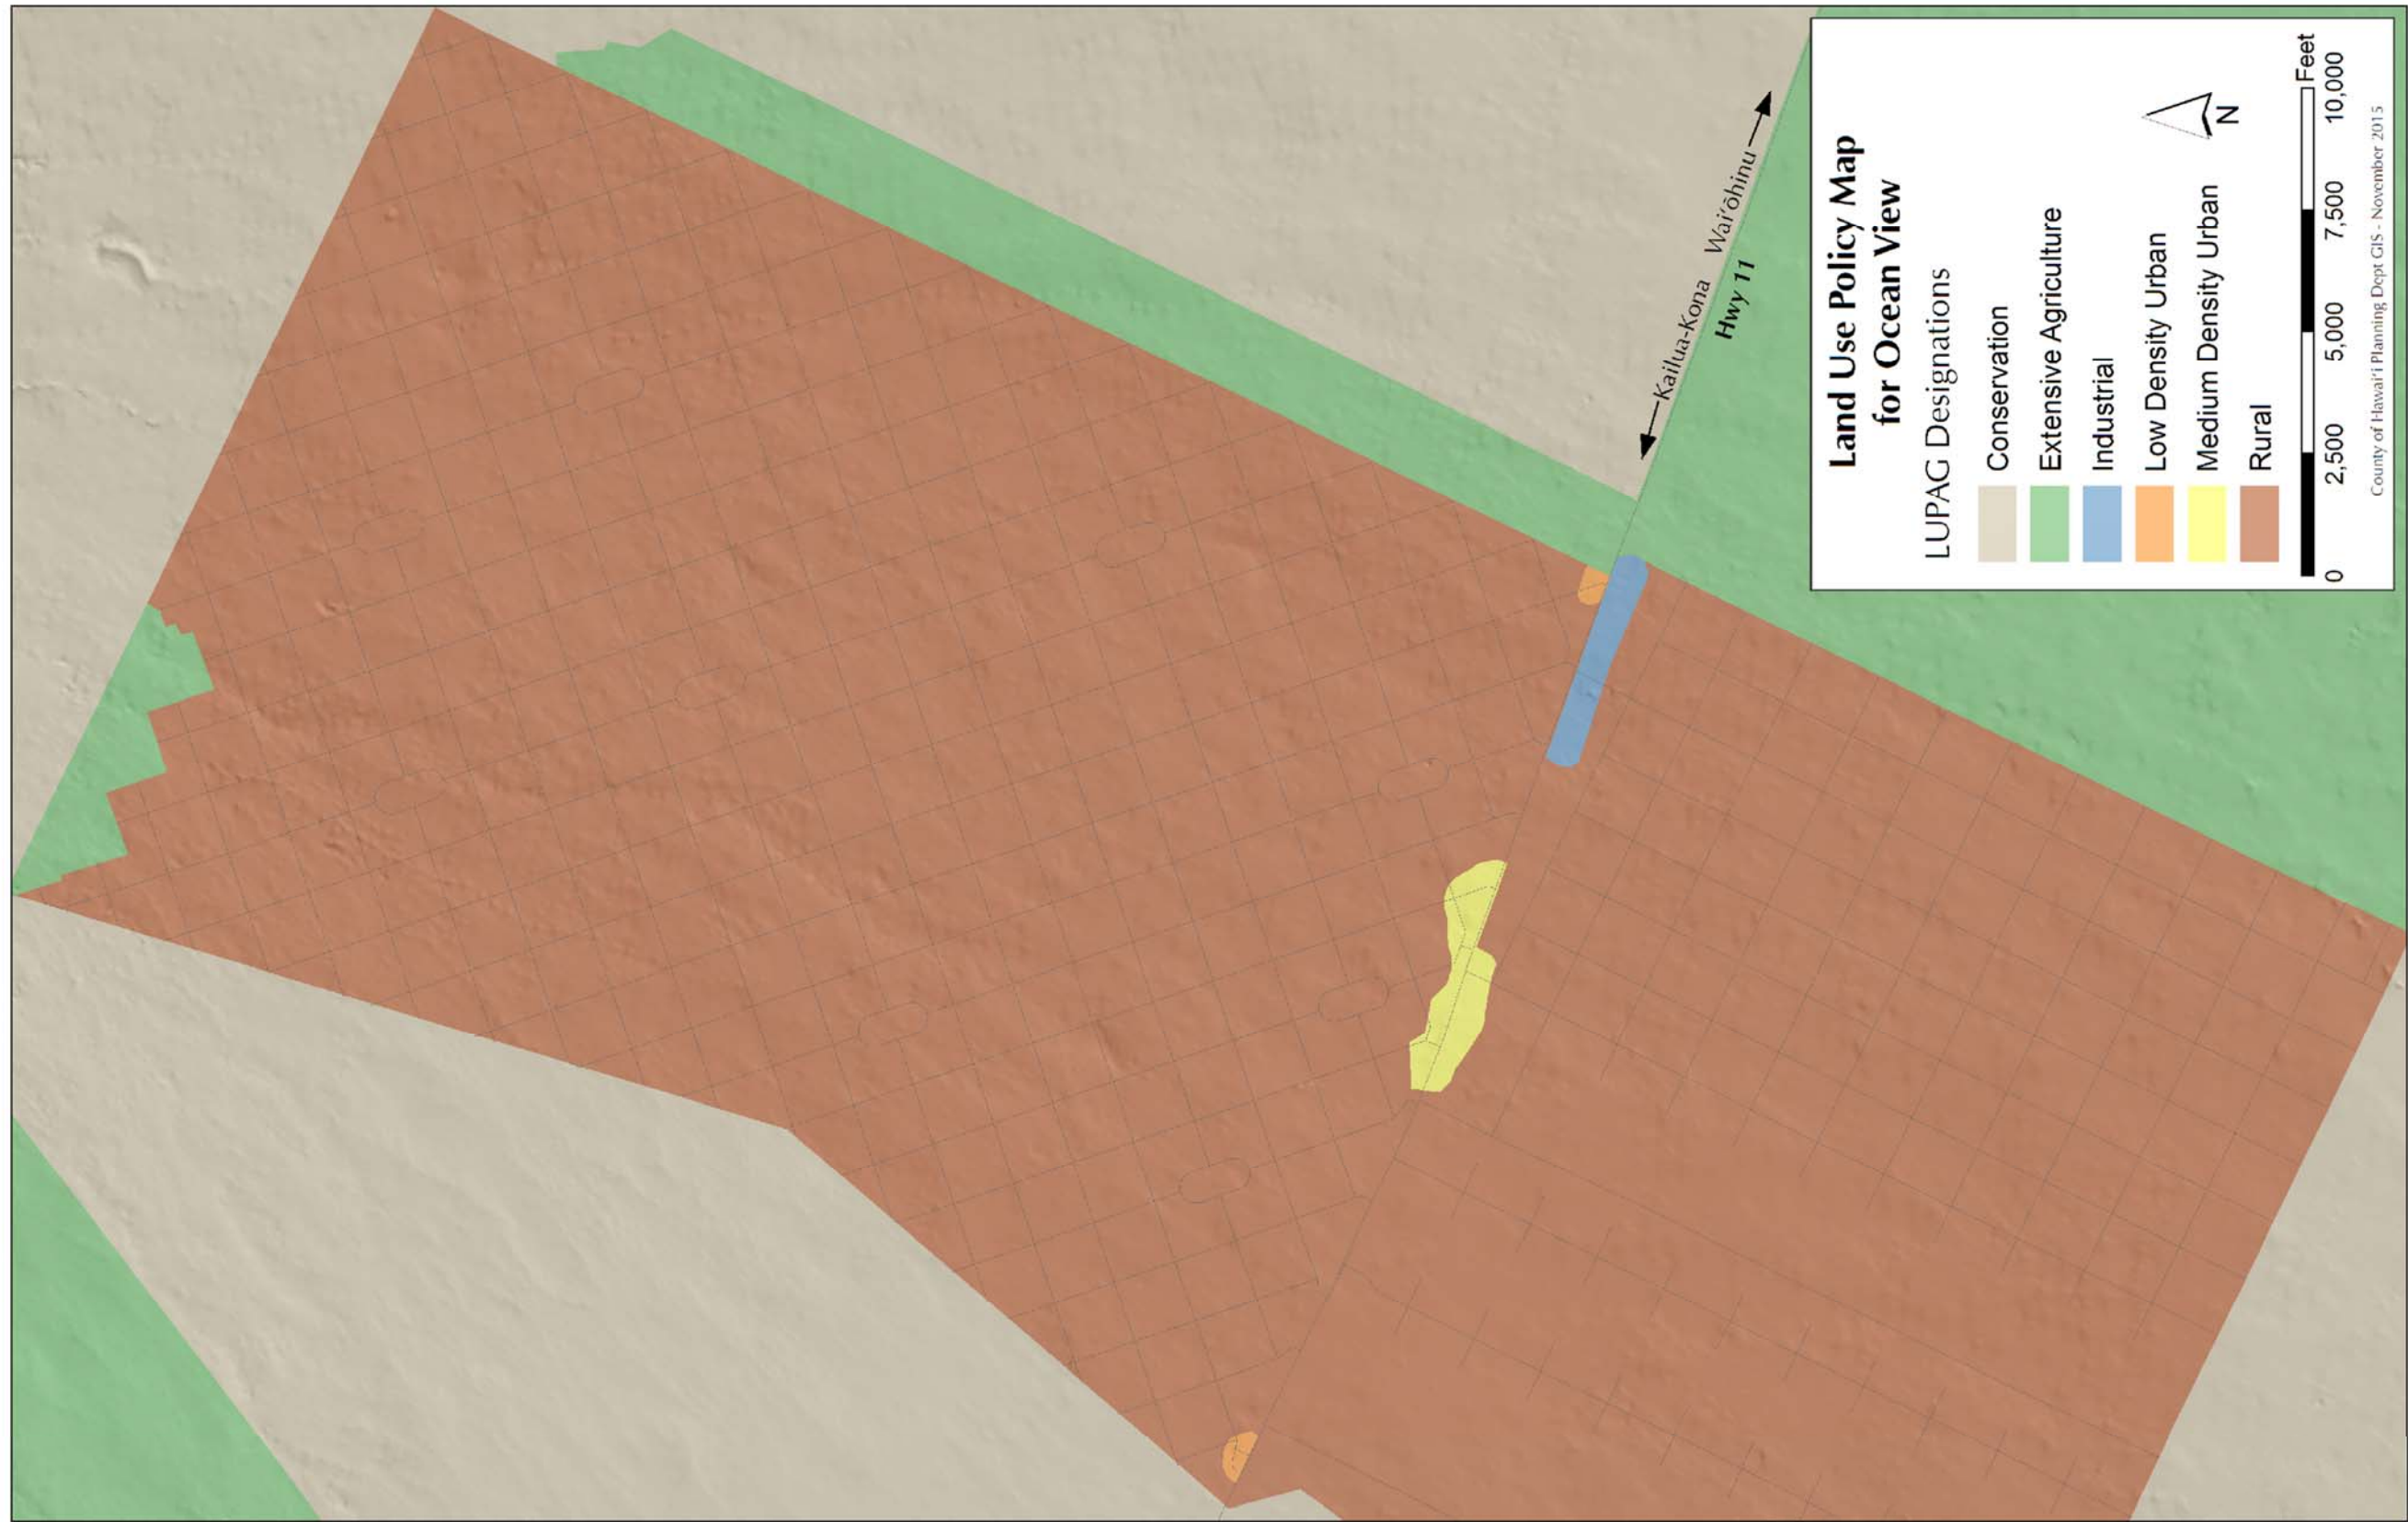 Kailua-Kona Wai‘ōhinu
Hwy 11
Land Use Policy Map
for Ocean View
LUPAG Designations
Conservation
Extensive Agriculture
Industrial
Low Density Urban
Medium Density Urban
Rural
N
0 2,500 5,000 7,500 10,000 Feet
County of Hawai‘i Planning Dept GIS - November 2015